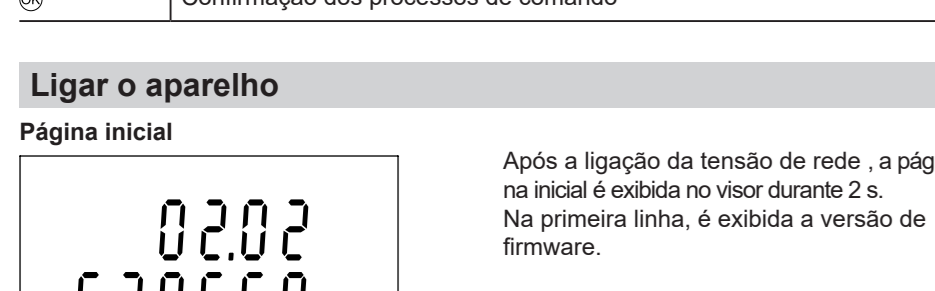 OK Confirmação dos processos de comando
Ligar o aparelho
Página inicial
Após a ligação da tensão de rede , a pág
na inicial é exibida no visor durante 2 s.
Na primeira linha, é exibida a versão de
firmware.
02.02